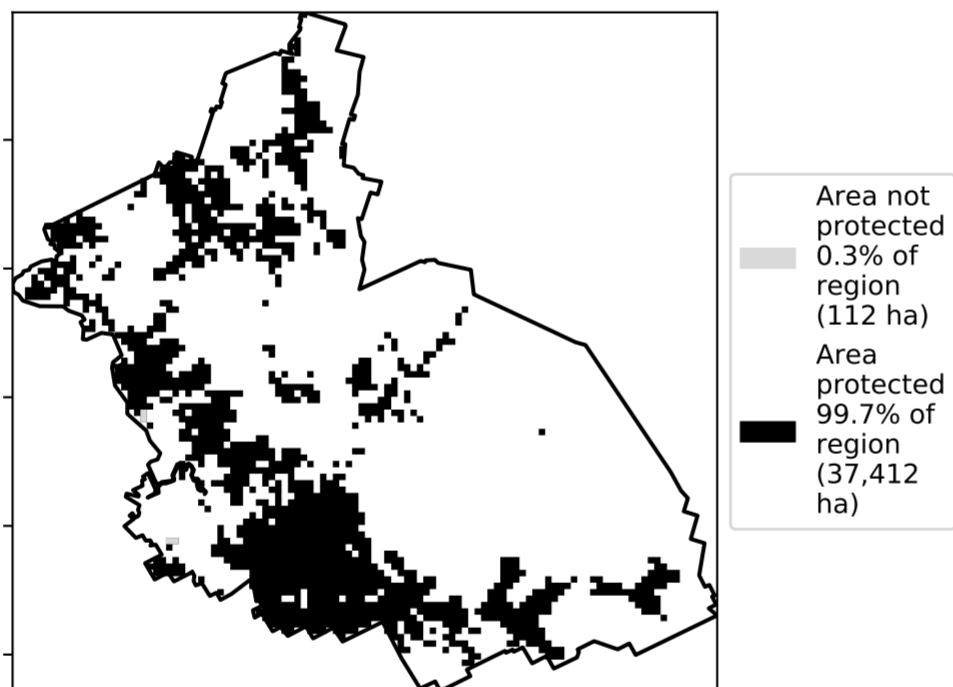 Area not
protected
0.3% of
region
(112 ha)
Area
protected
99.7% of
region
(37,412
ha)